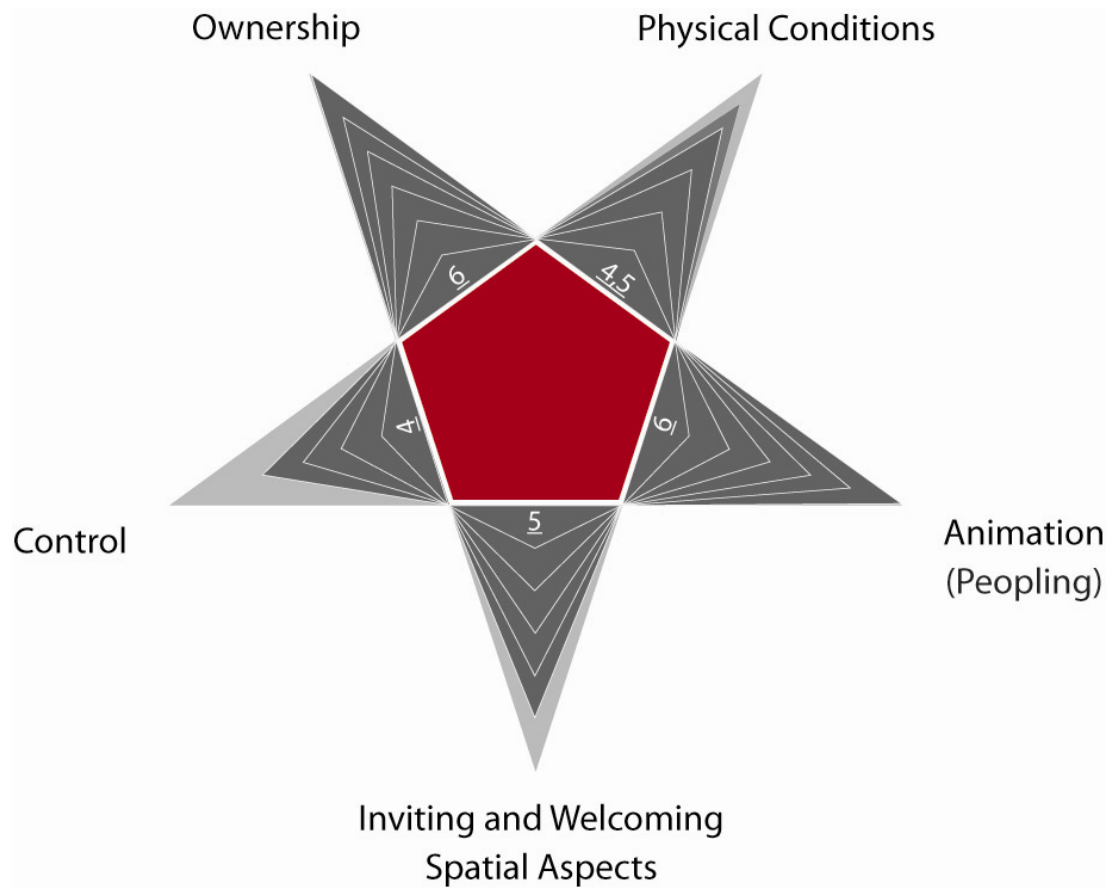 Ownership
Physical Conditions
6
4,5
4
6
5
Control
Animation
(Peopling)
Inviting and Welcoming
Spatial Aspects